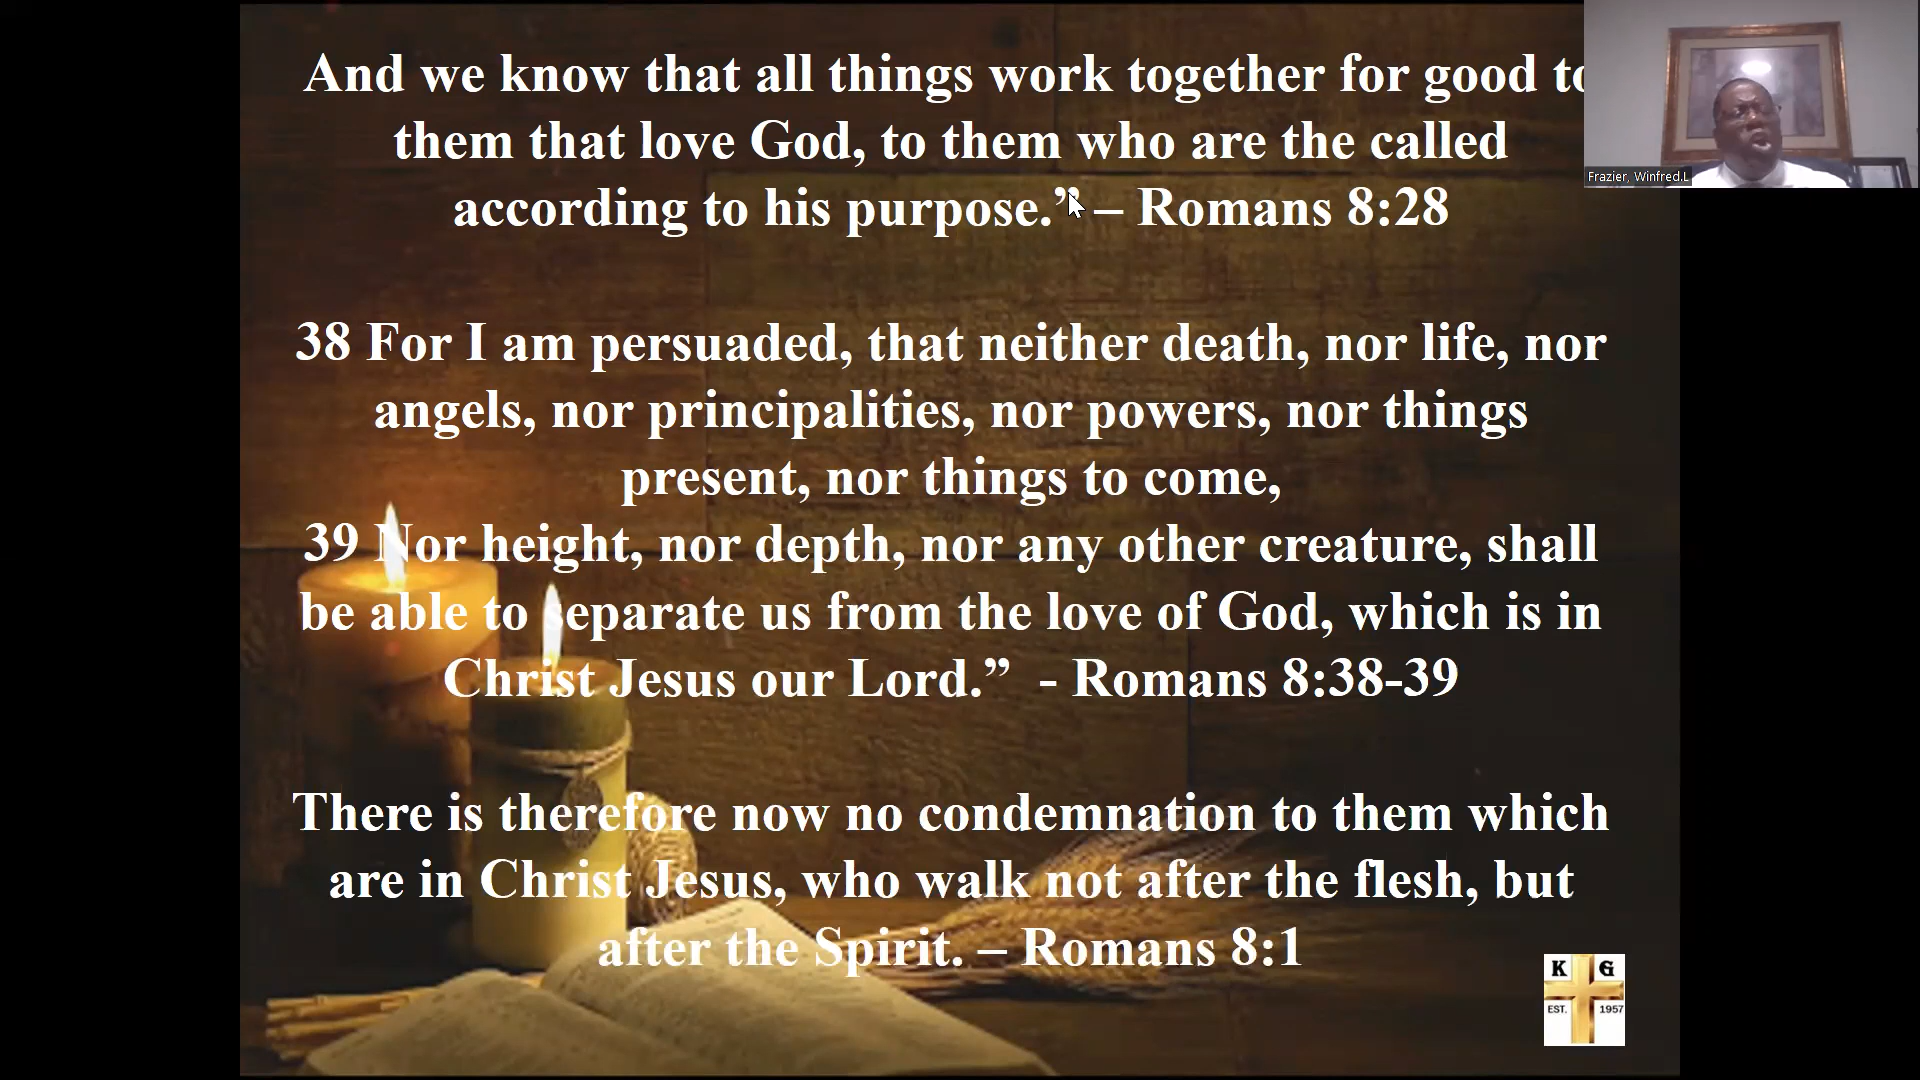 And we know that all things work together for good to
them that love God, to them who are the called
according to his purpose.” – Romans 8:28
38 For I am persuaded, that neither death, nor life, nor
angels, nor principalities, nor powers, nor things
present, nor things to come,
39 Nor height, nor depth, nor any other creature, shall
be able to separate us from the love of God, which is in
Christ Jesus our Lord.” - Romans 8:38-39
There is therefore now no condemnation to them which
are in Christ Jesus, who walk not after the flesh, but
after the Spirit. – Romans 8:1
Frazier, Winfred.L
K G
EST. 1957